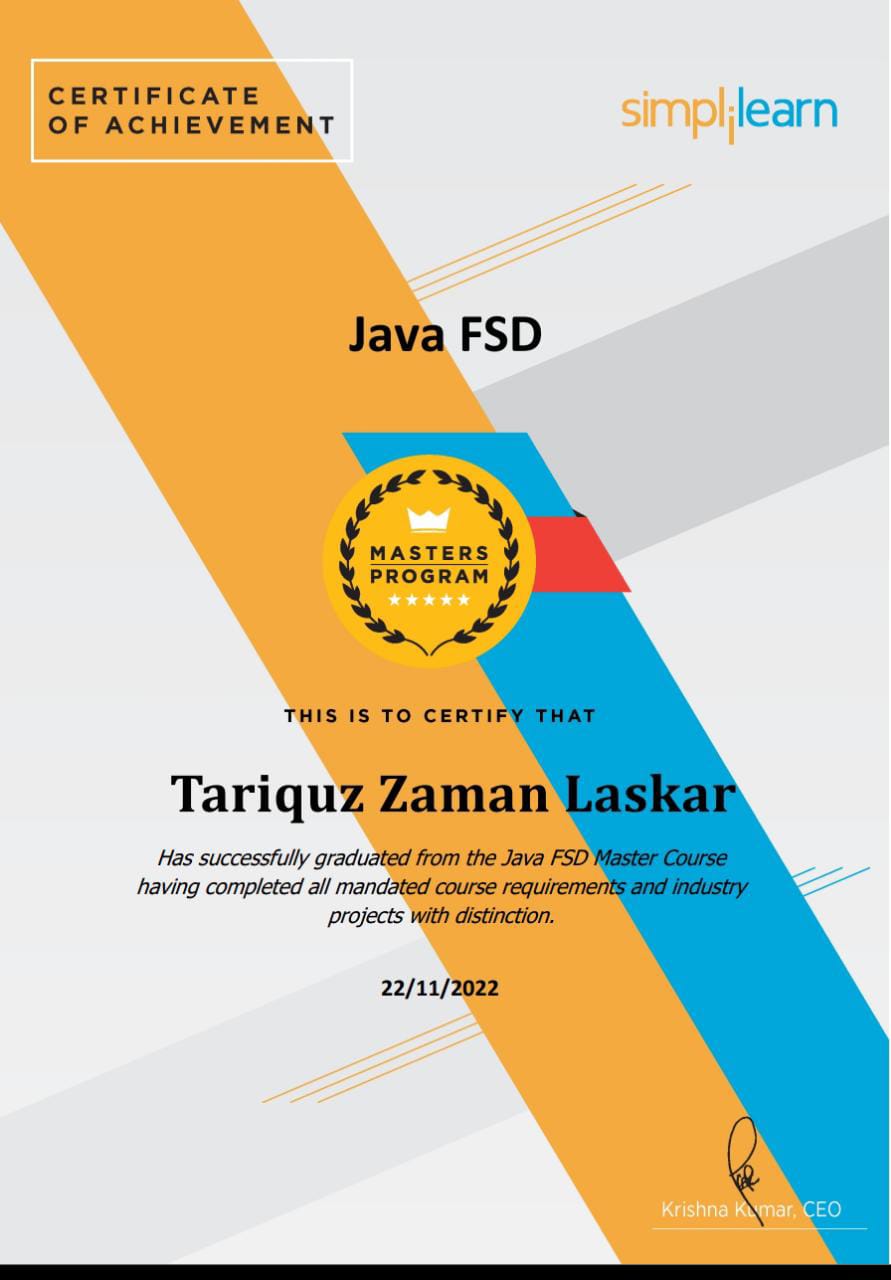 CERTIFICATE
OF ACHIEVEMENT
simplilearn
Java FSD
MASTERS
PROGRAM
THIS IS TO CERTIFY THAT
Tariquz Zaman Laskar
Has successfully graduated from the Java FSD Master Course
having completed all mandated course requirements and industry
projects with distinction.
22/11/2022
Krishna Kumar, CEO